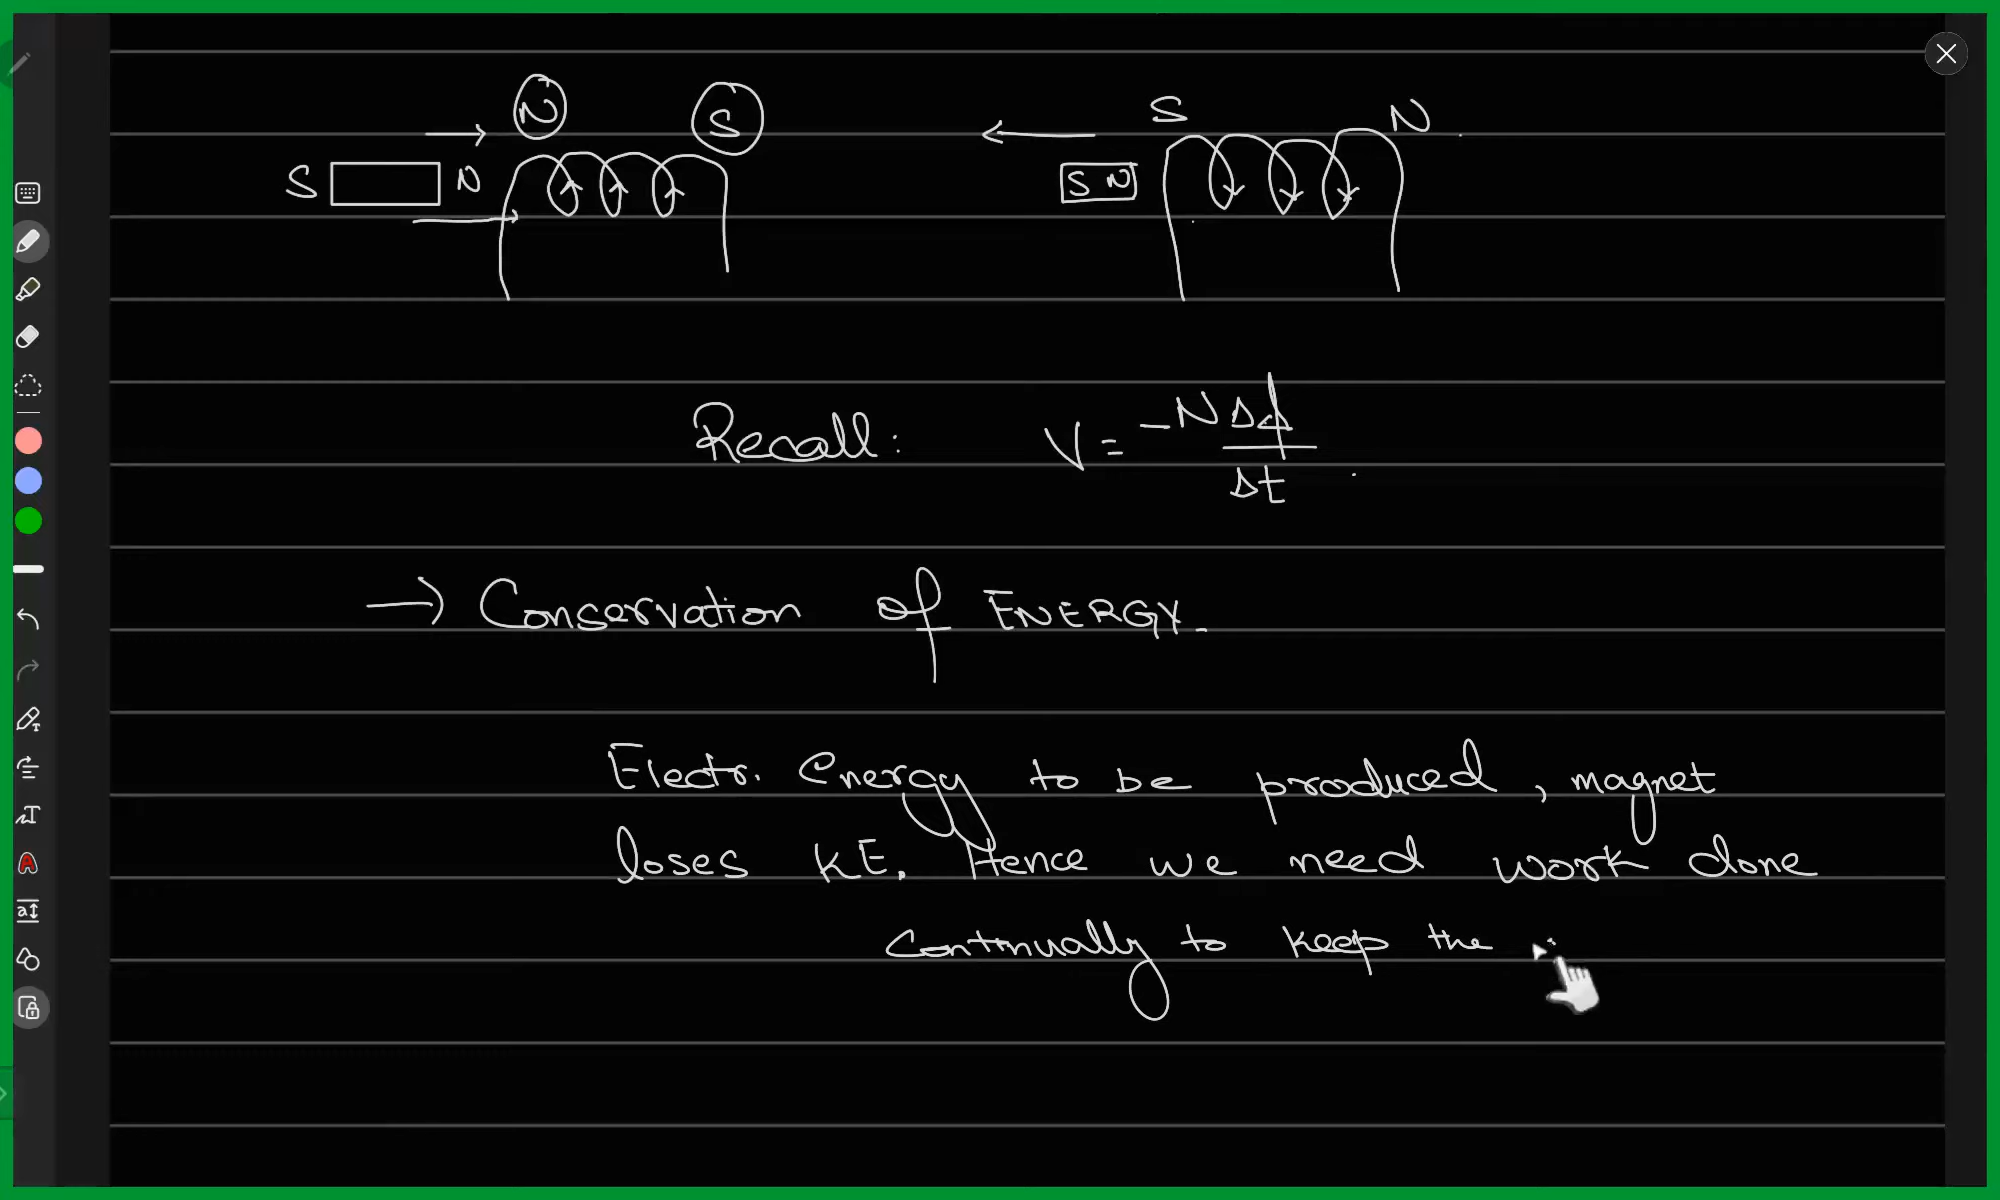 N S S N
S N S N
Recall: V = -NΔϕ/Δt
→ Conservation of ENERGY.
Electr. Energy to be produced, magnet
loses KE. Hence we need work done
continually to keep the